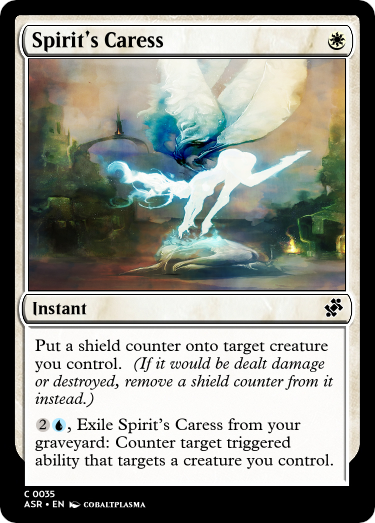 Spirit's Caress
Instant
Put a shield counter onto target creature
you control. (If it would be dealt damage
or destroyed, remove a shield counter from it
instead.)
2, Exile Spirit's Caress from your
graveyard: Counter target triggered
ability that targets a creature you control.
C 0035
ASR • EN COBALTPLASMA